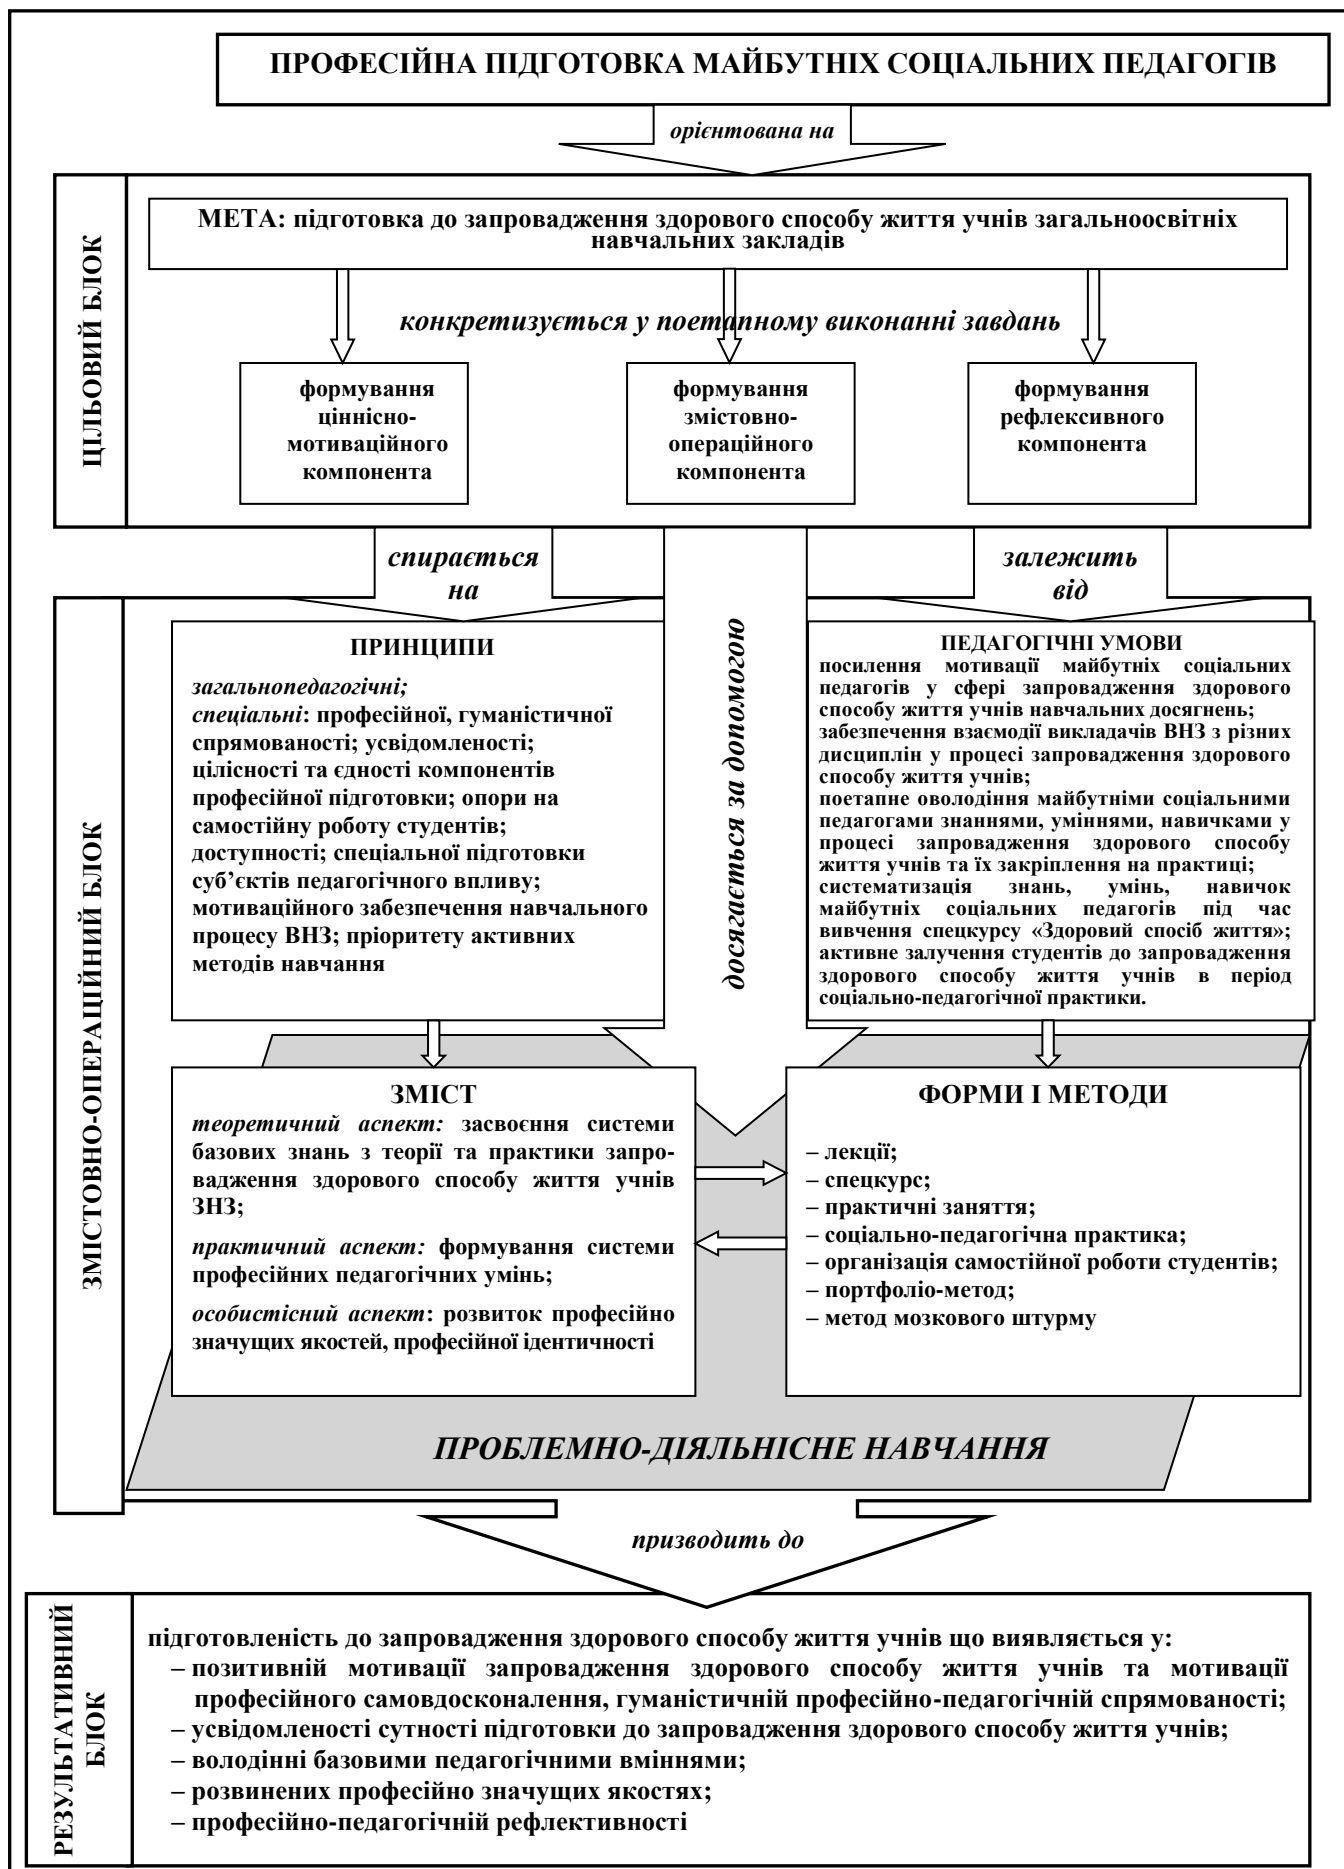 ПРОФЕСІЙНА ПІДГОТОВКА МАЙБУТНІХ СОЦІАЛЬНИХ ПЕДАГОГІВ
орієнтована на
ЦІЛЬОВИЙ БЛОК
МЕТА: підготовка до запровадження здорового способу життя учнів загальноосвітніх
навчальних закладів
конкретизується у поетапному виконанні завдань
формування
ціннісно-
мотиваційного
компонента
формування
змістовно-
операційного
компонента
формування
рефлексивного
компонента
спирається
на
досягається за допомогою
залежить
від
ЗМІСТОВНО-ОПЕРАЦІЙНИЙ БЛОК
ПРИНЦИПИ
загальнопедагогічні;
спеціальні: професійної, гуманістичної
спрямованості; усвідомленості;
цілісності та єдності компонентів
професійної підготовки; опори на
самостійну роботу студентів;
доступності; спеціальної підготовки
суб’єктів педагогічного впливу;
мотиваційного забезпечення навчального
процесу ВНЗ; пріоритету активних
методів навчання
ПЕДАГОГІЧНІ УМОВИ
посилення мотивації майбутніх соціальних
педагогів у сфері запровадження здорового
способу життя учнів навчальних досягнень;
забезпечення взаємодії викладачів ВНЗ з різних
дисциплін у процесі запровадження здорового
способу життя учнів;
поетапне оволодіння майбутніми соціальними
педагогами знаннями, уміннями, навичками у
процесі запровадження здорового способу
життя учнів та їх закріплення на практиці;
систематизація знань, умінь, навичок
майбутніх соціальних педагогів під час
вивчення спецкурсу «Здоровий спосіб життя»;
активне залучення студентів до запровадження
здорового способу життя учнів в період
соціально-педагогічної практики.
ЗМІСТ
теоретичний аспект: засвоєння системи
базових знань з теорії та практики запро-
вадження здорового способу життя учнів
ЗНЗ;
практичний аспект: формування системи
професійних педагогічних умінь;
особистісний аспект: розвиток професійно
значущих якостей, професійної ідентичності
ФОРМИ І МЕТОДИ
– лекції;
– спецкурс;
– практичні заняття;
– соціально-педагогічна практика;
– організація самостійної роботи студентів;
– портфоліо-метод;
– метод мозкового штурму
ПРОБЛЕМНО-ДІЯЛЬНІСНЕ НАВЧАННЯ
призводить до
РЕЗУЛЬТАТИВНИЙ
БЛОК
підготовленість до запровадження здорового способу життя учнів що виявляється у:
– позитивній мотивації запровадження здорового способу життя учнів та мотивації
професійного самовдосконалення, гуманістичній професійно-педагогічній спрямованості;
– усвідомленості сутності підготовки до запровадження здорового способу життя учнів;
– володінні базовими педагогічними вміннями;
– розвинених професійно значущих якостях;
– професійно-педагогічній рефлективності